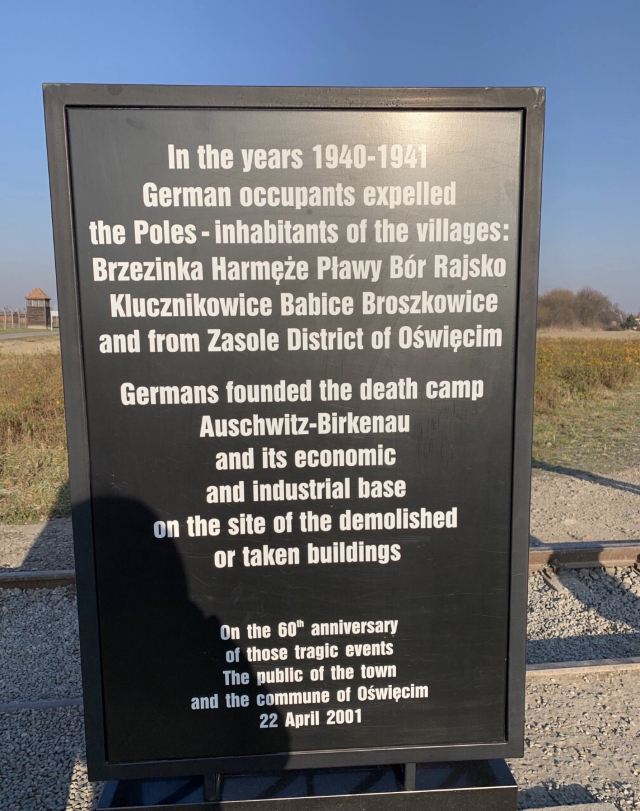 In the years 1940-1941
German occupants expelled
the Poles - inhabitants of the villages:
Brzezinka Harmęże Pławy Bór Rajsko
Klucznikowice Babice Broszkowice
and from Zasole District of Oświęcim
Germans founded the death camp
Auschwitz-Birkenau
and its economic
and industrial base
on the site of the demolished
or taken buildings
On the 60th anniversary
of those tragic events
The public of the town
and the commune of Oświęcim
22 April 2001